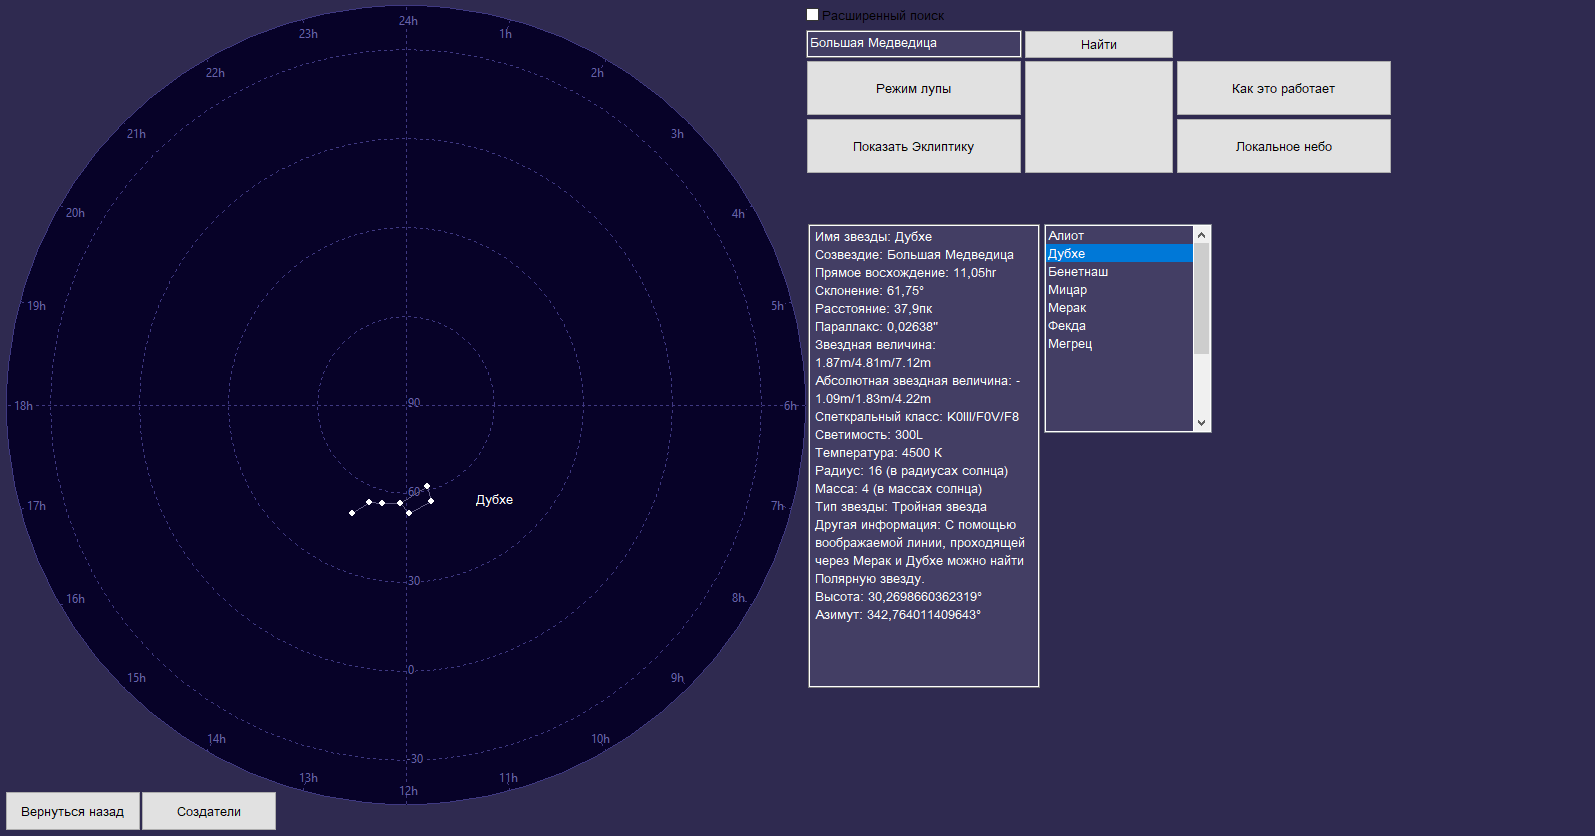 24h
23h
1h
22h
2h
21h
3h
20h
4h
19h
5h
18h
90
6h
60
Дубхе
17h
7h
30
16h
8h
0
15h
9h
14h
10h
-30
13h
11h
12h
Вернуться назад
Создатели
Расширенный поиск
Большая Медведица
Найти
Режим лупы
Как это работает
Показать Эклиптику
Локальное небо
Имя звезды: Дубхе
Созвездие: Большая Медведица
Прямое восхождение: 11,05hr
Склонение: 61,75°
Расстояние: 37,9пк
Параллакс: 0,02638"
Звездная величина:
1.87m/4.81m/7.12m
Абсолютная звездная величина: -
1.09m/1.83m/4.22m
Спеткральный класс: K0III/F0V/F8
Светимость: 300L
Температура: 4500 К
Радиус: 16 (в радиусах солнца)
Масса: 4 (в массах солнца)
Тип звезды: Тройная звезда
Другая информация: С помощью
воображаемой линии, проходящей
через Мерак и Дубхе можно найти
Полярную звезду.
Высота: 30,2698660362319°
Азимут: 342,764011409643°
Алиот
Дубхе
Бенетнаш
Мицар
Мерак
Фекда
Мегрец